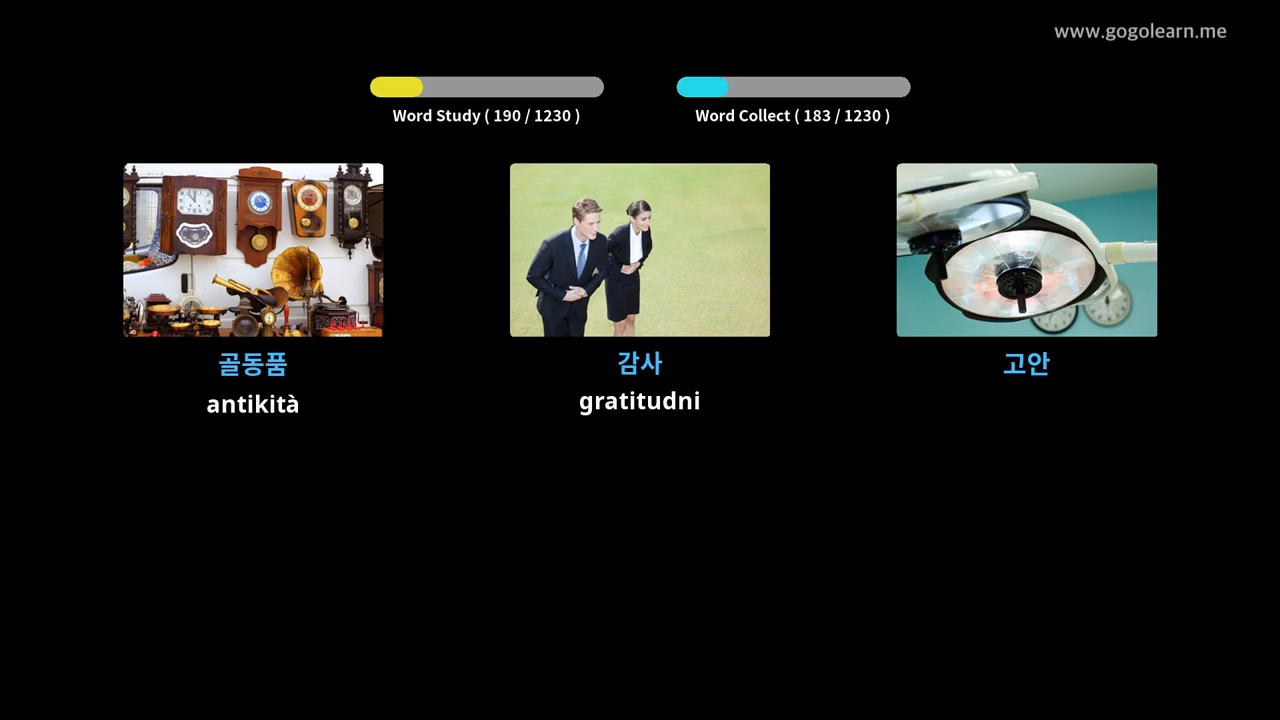 www.gogolearn.me
Word Study ( 190 / 1230 )
Word Collect ( 183 / 1230 )
골동품
antikità
감사
gratitudni
고안